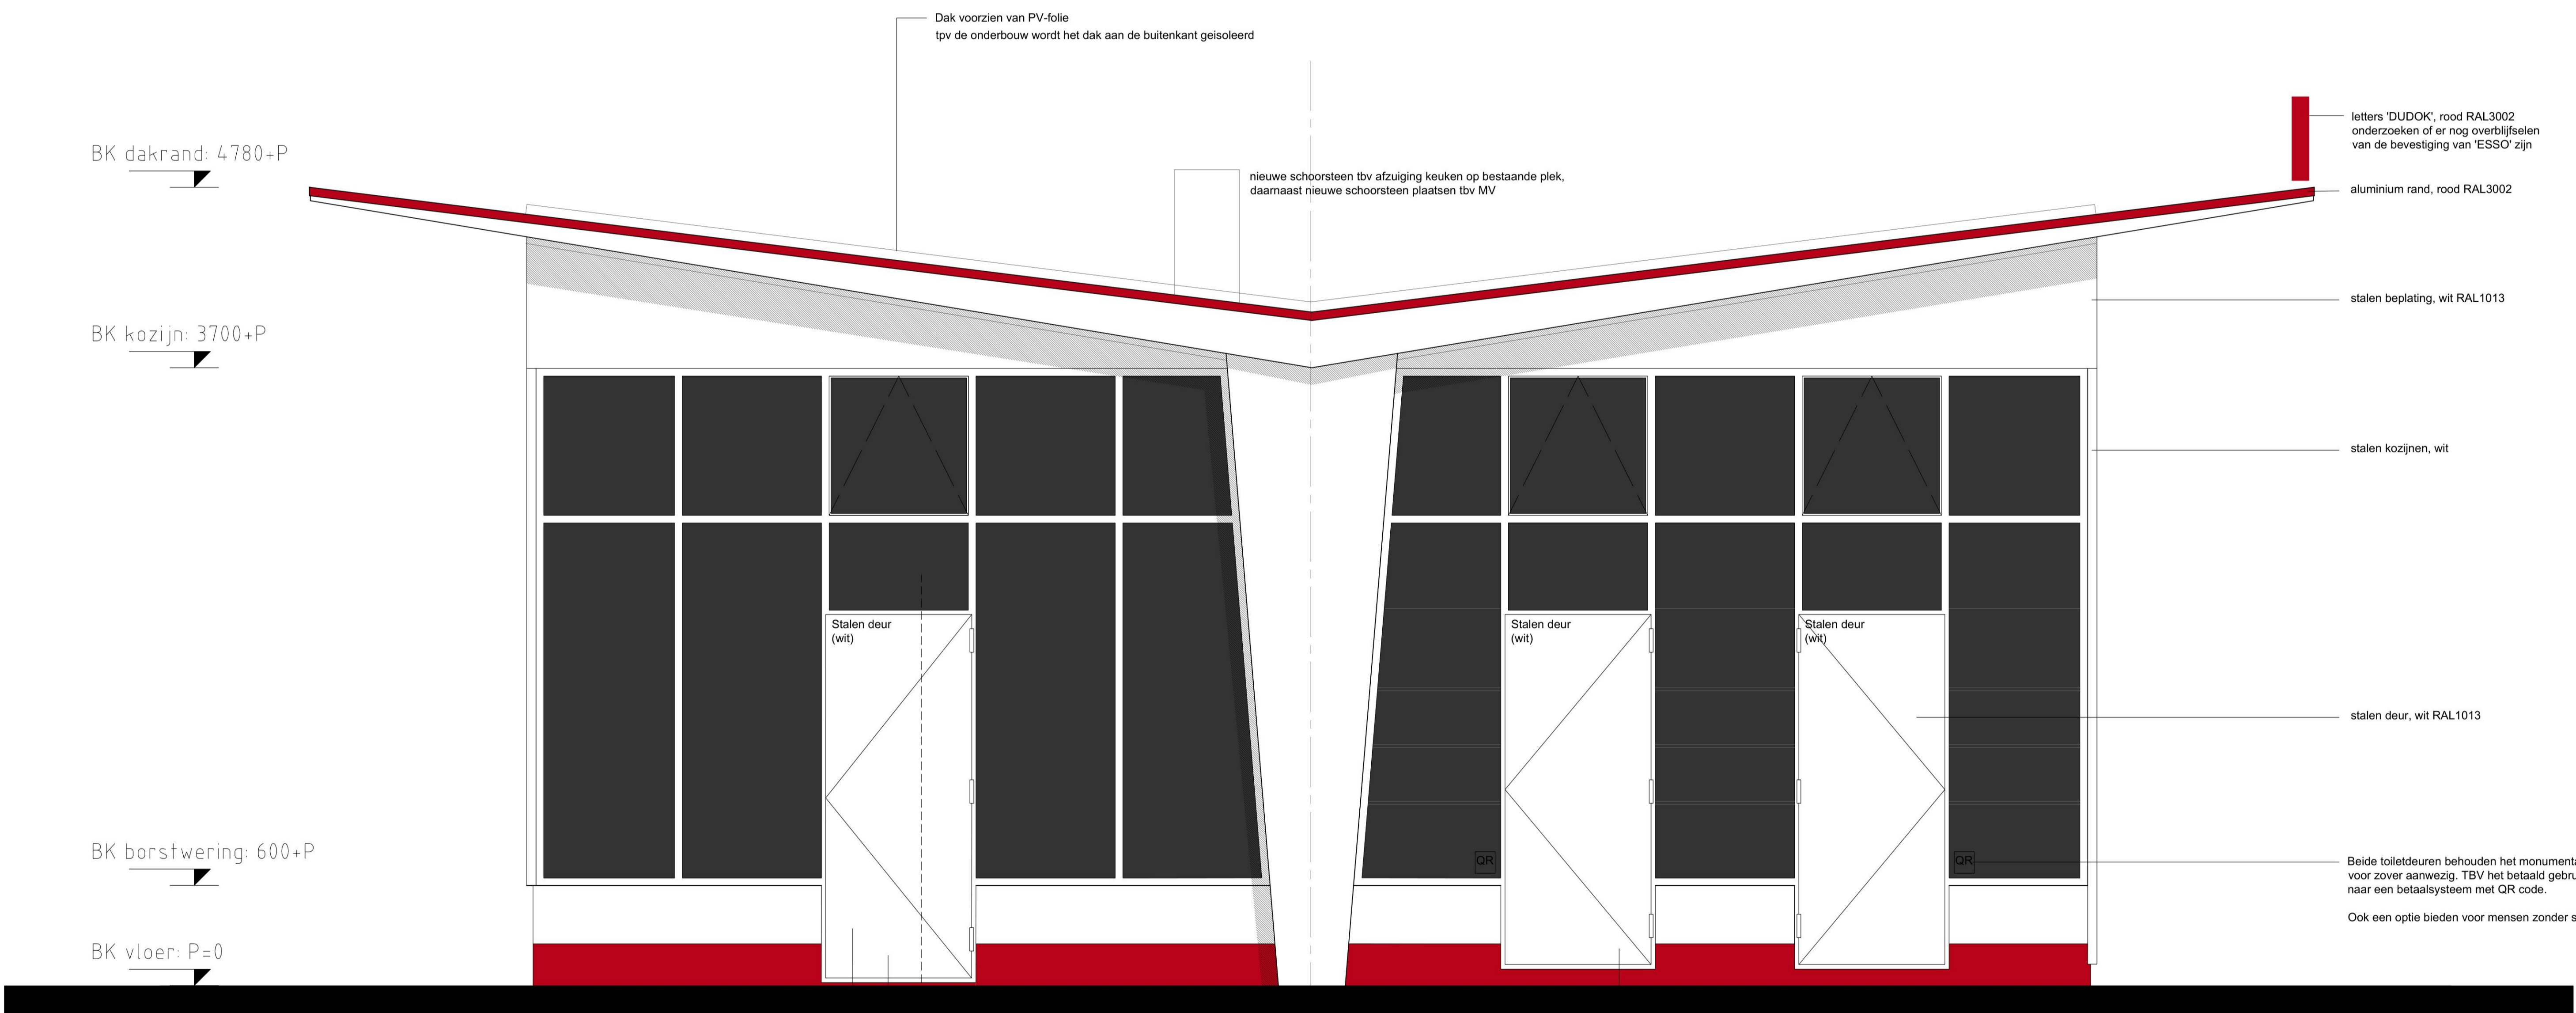 Dak voorzien van PV-folie
tpv de onderbouw wordt het dak aan de buitenkant geisoleerd
letters 'DUDOK', rood RAL3002
onderzoeken of er nog overblijfselen
van de bevestiging van 'ESSO' zijn
BK dakrand: 4780+P
nieuwe schoorsteen tbv afzuiging keuken op bestaande plek,
daarnaast nieuwe schoorsteen plaatsen tbv MV
aluminium rand, rood RAL3002
stalen beplating, wit RAL1013
BK kozijn: 3700+P
stalen kozijnen, wit
Stalen deur
(wit)
Stalen deur
(wit)
Stalen deur
(wit)
stalen deur, wit RAL1013
BK borstwering: 600+P
QR
QR
Beide toiletdeuren behouden het
voor zover aanwezig. TBV het betaald
naar een betaalsysteem met QR code.
Ook een optie bieden voor mensen zonder
BK vloer: P=0